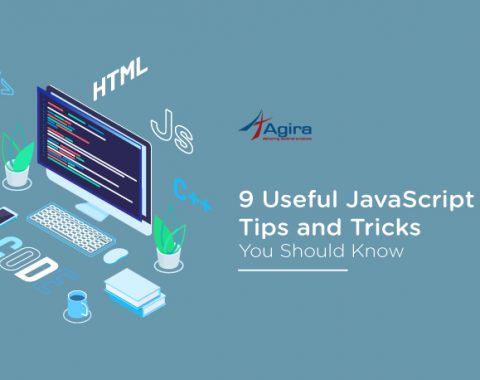 HTML
Js
C++
CODE
Agira
9 Useful JavaScript
Tips and Tricks
You Should Know